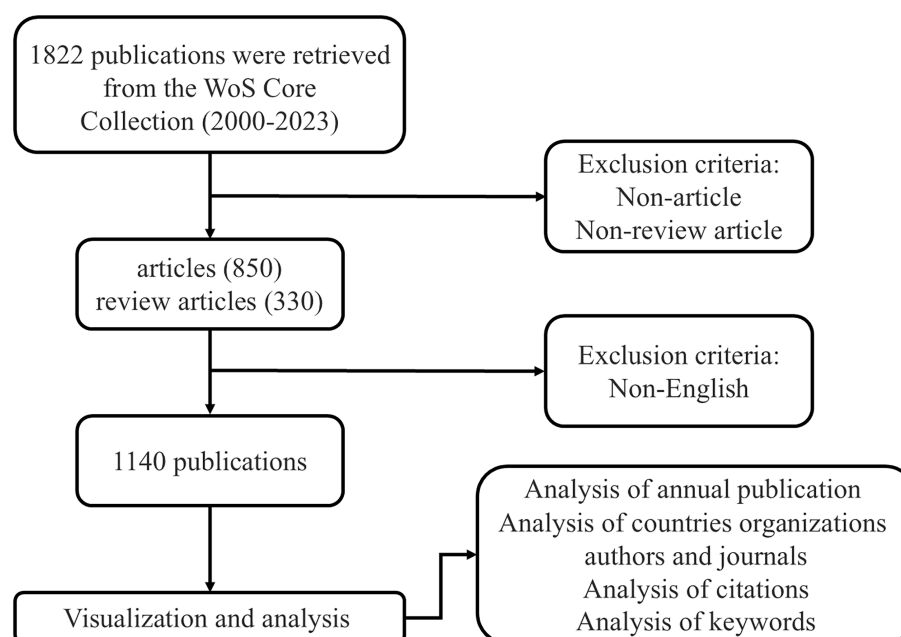 1822 publications were retrieved
from the WoS Core
Collection (2000-2023)
Exclusion criteria:
Non-article
Non-review article
articles (850)
review articles (330)
Exclusion criteria:
Non-English
1140 publications
Analysis of annual publication
Analysis of countries organizations
authors and journals
Analysis of citations
Analysis of keywords
Visualization and analysis